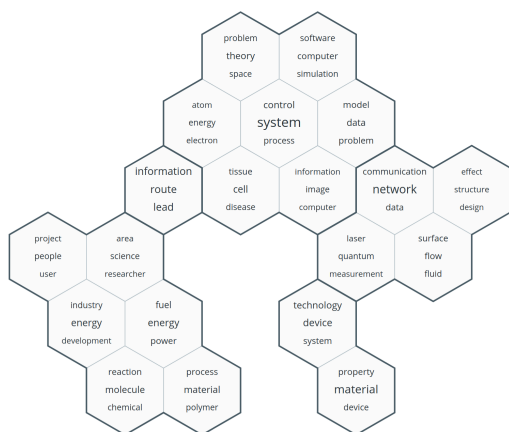 problem
theory
space
software
computer
simulation
atom
energy
electron
control
system
process
model
data
problem
information
route
lead
tissue
cell
disease
information
image
computer
communication
network
data
effect
structure
design
project
people
user
area
science
researcher
laser
quantum
measurement
surface
flow
fluid
industry
energy
development
fuel
energy
power
technology
device
system
reaction
molecule
chemical
process
material
polymer
property
material
device